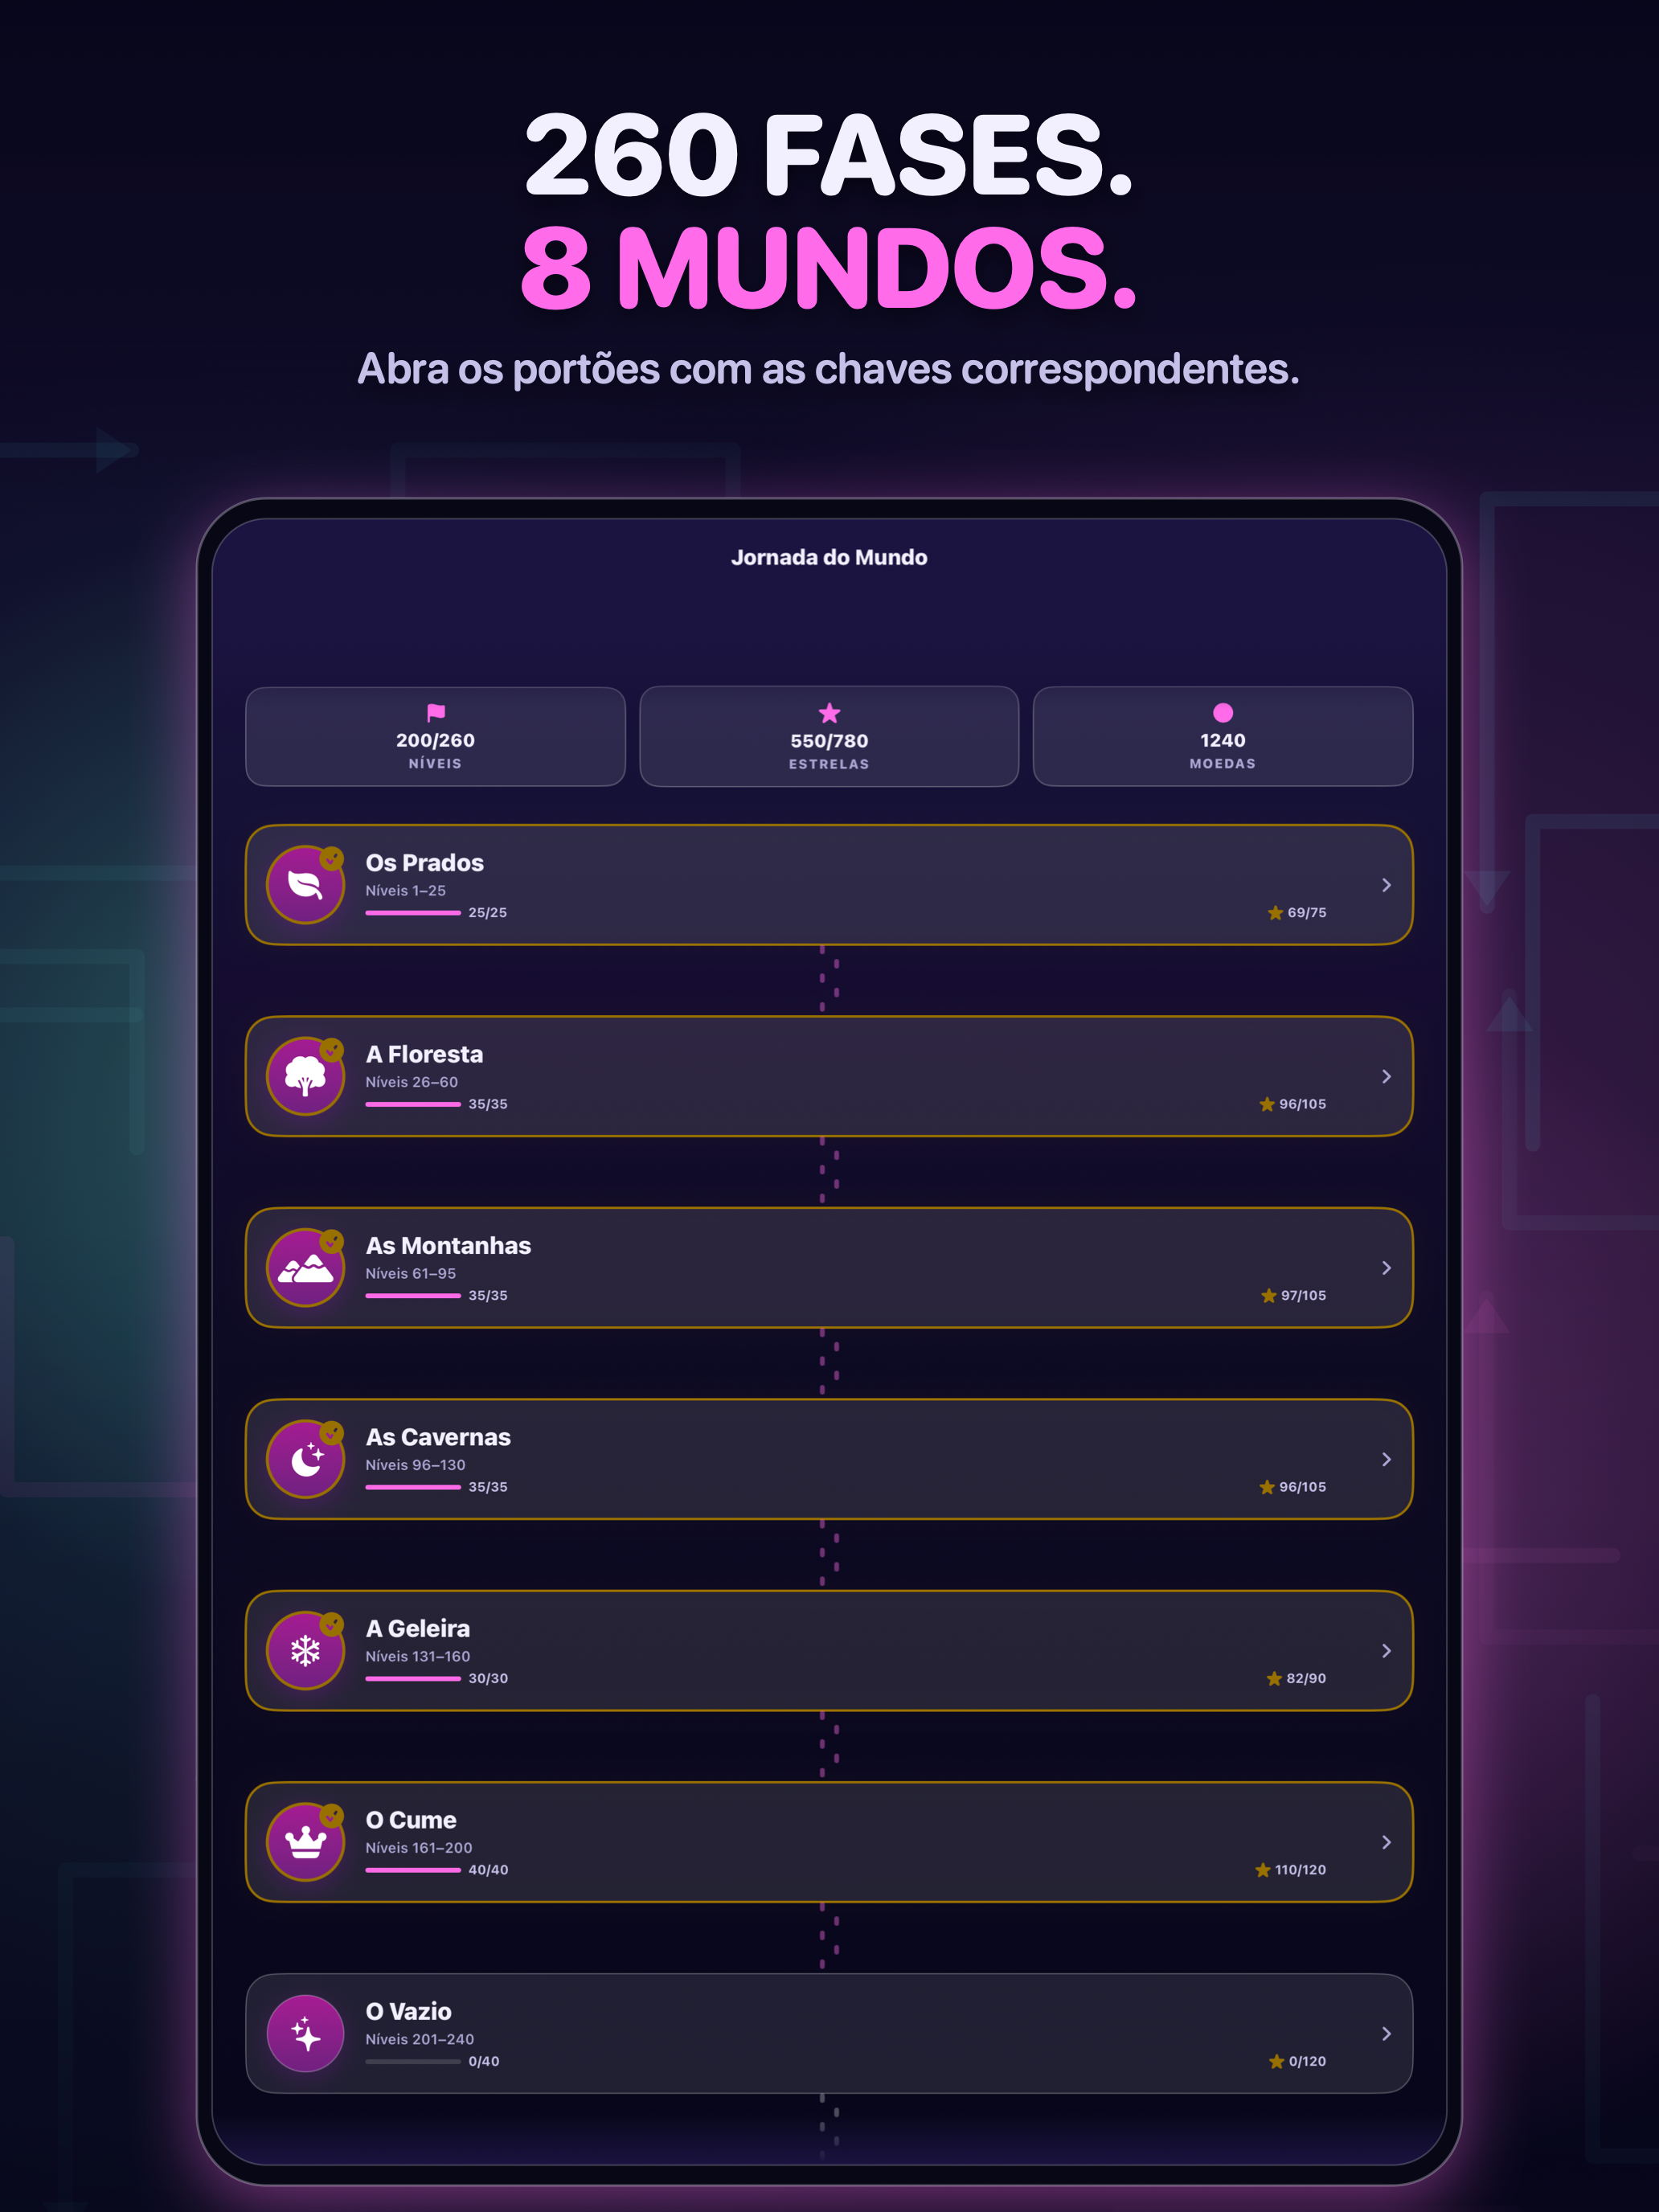 260 FASES.
8 MUNDOS.
Abra os portões com as chaves correspondentes.
Jornada do Mundo
200/260
NÍVEIS
550/780
ESTRELAS
1240
MOEDAS
Os Prados
Níveis 1–25
25/25
69/75
A Floresta
Níveis 26–60
35/35
96/105
As Montanhas
Níveis 61–95
35/35
97/105
As Cavernas
Níveis 96–130
35/35
96/105
A Geleira
Níveis 131–160
30/30
82/90
O Cume
Níveis 161–200
40/40
110/120
O Vazio
Níveis 201–240
0/40
0/120